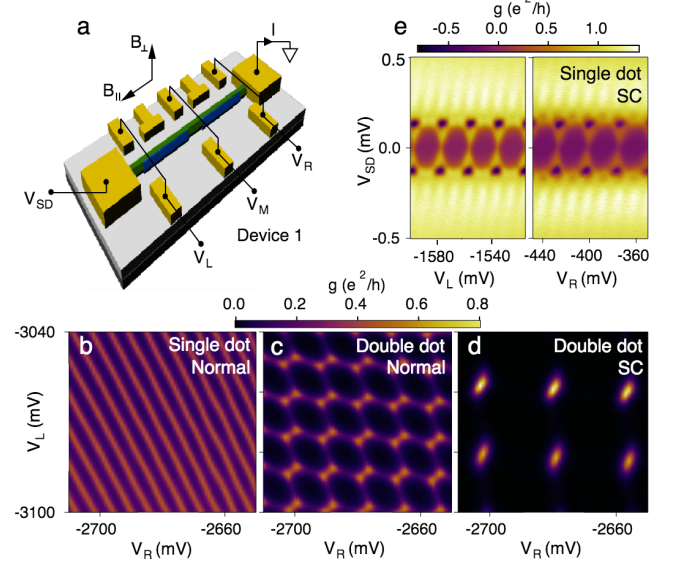 a
B⊥
B||
I
VSD
VL
VM
VR
Device 1
e
g (e²/h)
-0.5 0.0 0.5 1.0
Single dot
SC
0.5
0.0
-0.5
VSD (mV)
-1580 -1540
-440 -400 -360
VL (mV)
VR (mV)
g (e²/h)
0.0 0.2 0.4 0.6 0.8
b
Single dot
Normal
c
Double dot
Normal
d
Double dot
SC
-3040
-3100
VL (mV)
-2700 -2660
-2700 -2660
-2700 -2660
VR (mV)
VR (mV)
VR (mV)